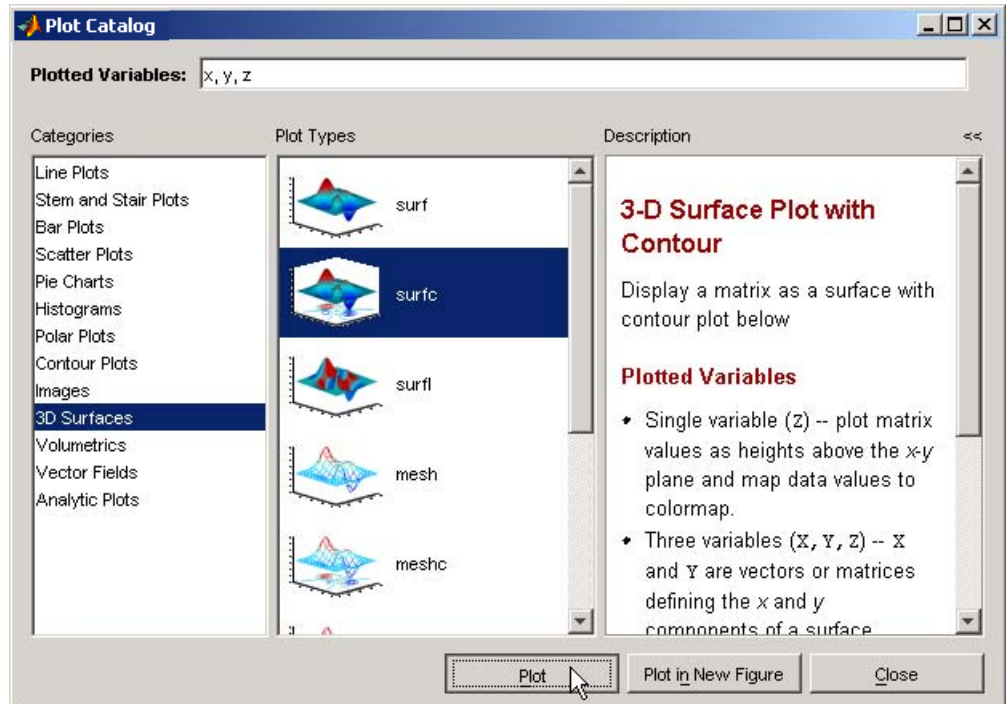 Plot Catalog
Plotted Variables: x, y, z
Categories
Line Plots
Stem and Stair Plots
Bar Plots
Scatter Plots
Pie Charts
Histograms
Polar Plots
Contour Plots
Images
3D Surfaces
Volumetrics
Vector Fields
Analytic Plots
Plot Types
surf
surfc
surfl
mesh
meshc
Description <<
3-D Surface Plot with
Contour
Display a matrix as a surface with
contour plot below
Plotted Variables
• Single variable (Z) -- plot matrix
values as heights above the x-y
plane and map data values to
colormap.
• Three variables (X, Y, Z) -- X
and Y are vectors or matrices
defining the x and y
components of a surface
Plot
Plot in New Figure
Close